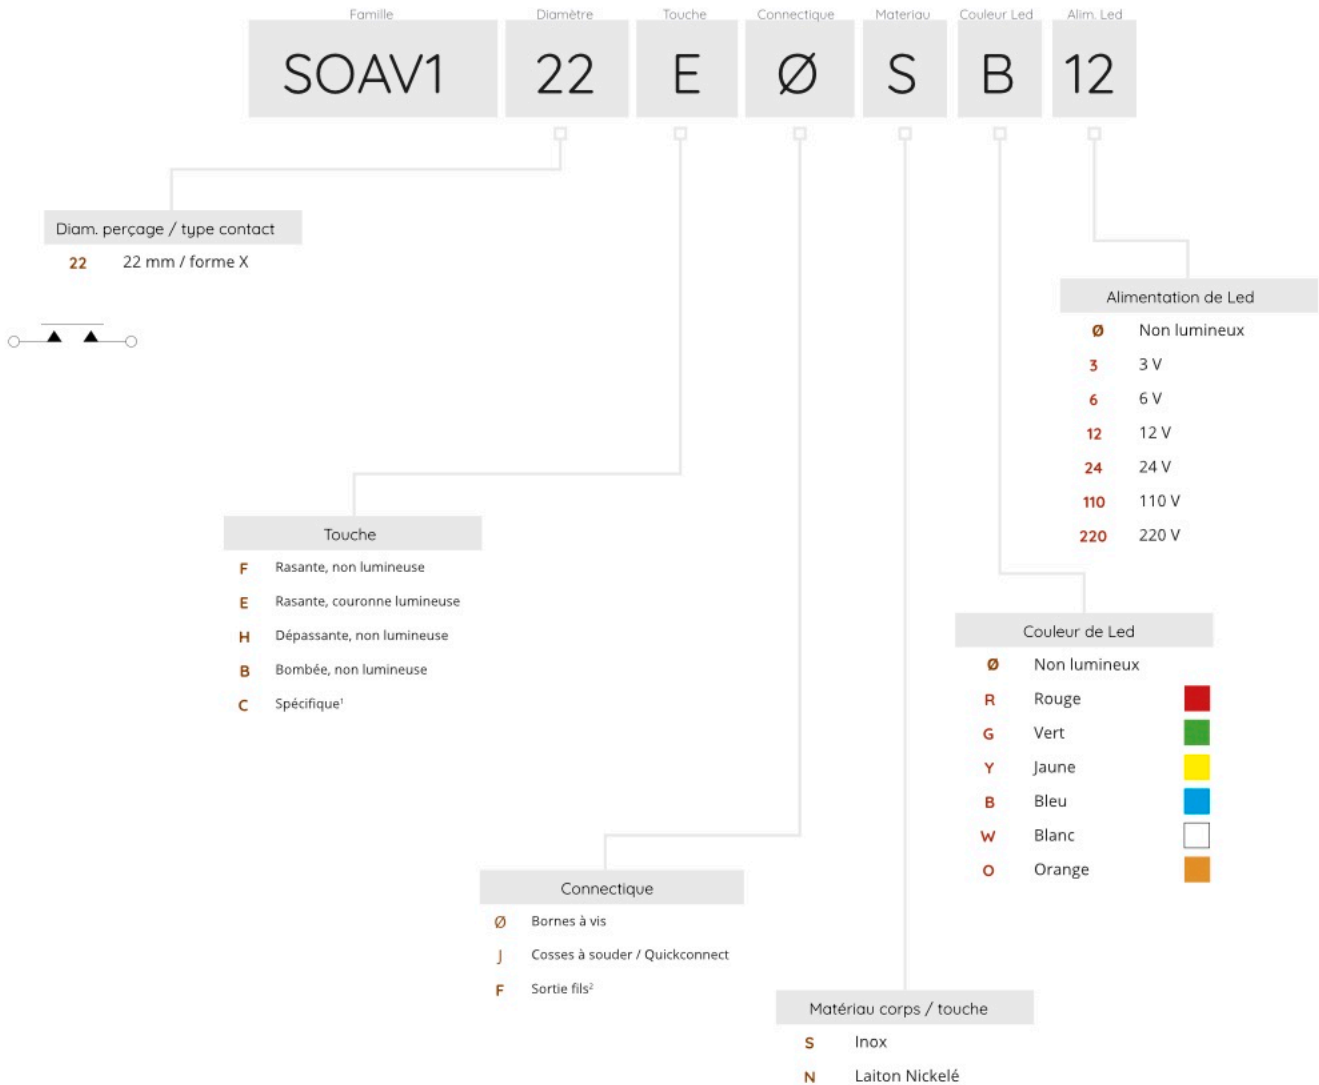 Famille Diamètre Touche Connectique Materiau Couleur Led Alim. Led
SOAV1 22 E Ø S B 12
Diam. perçage / type contact
22 22 mm / forme X
Alimentation de Led
Ø Non lumineux
3 3 V
6 6 V
12 12 V
24 24 V
110 110 V
220 220 V
Touche
F Rasante, non lumineuse
E Rasante, couronne lumineuse
H Dépassante, non lumineuse
B Bombée, non lumineuse
C Spécifique¹
Couleur de Led
Ø Non lumineux
R Rouge
G Vert
Y Jaune
B Bleu
W Blanc
O Orange
Connectique
Ø Bornes à vis
J Cosses à souder / Quickconnect
F Sortie fils²
Matériau corps / touche
S Inox
N Laiton Nickelé